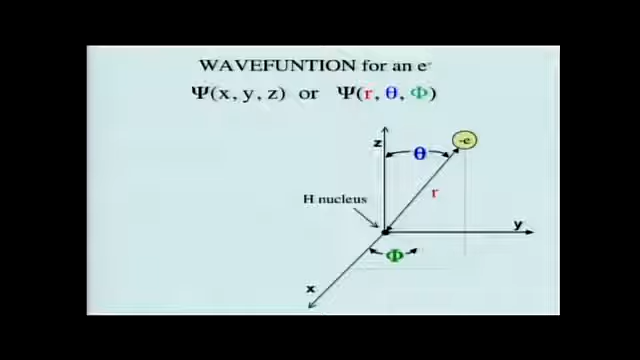 WAVEFUNTION for an e-
Ψ(x, y, z) or Ψ(r, θ, Φ)
z
θ
-e
H nucleus
r
y
Φ
x